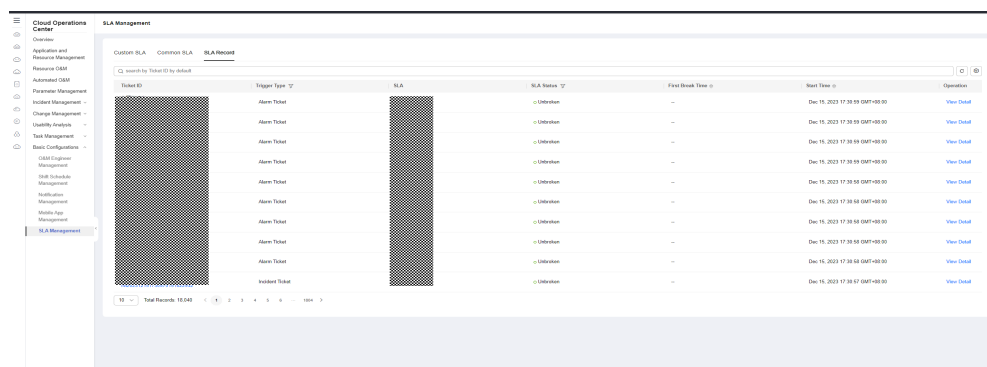 Cloud Operations Center
SLA Management
Overview
Application and Resource Management
Resource O&M
Automated O&M
Parameter Management
Incident Management
Change Management
Usability Analysis
Task Management
Basic Configurations
O&M Engineer Management
Shift Schedule Management
Notification Management
Mobile App Management
SLA Management
Custom SLA Common SLA SLA Record
search by Ticket ID by default
Ticket ID Trigger Type SLA SLA Status First Break Time Start Time Operation
Alarm Ticket Unbroken -- Dec 15, 2023 17:30:59 GMT+08:00 View Detail
Alarm Ticket Unbroken -- Dec 15, 2023 17:30:59 GMT+08:00 View Detail
Alarm Ticket Unbroken -- Dec 15, 2023 17:30:59 GMT+08:00 View Detail
Alarm Ticket Unbroken -- Dec 15, 2023 17:30:59 GMT+08:00 View Detail
Alarm Ticket Unbroken -- Dec 15, 2023 17:30:58 GMT+08:00 View Detail
Alarm Ticket Unbroken -- Dec 15, 2023 17:30:58 GMT+08:00 View Detail
Alarm Ticket Unbroken -- Dec 15, 2023 17:30:58 GMT+08:00 View Detail
Alarm Ticket Unbroken -- Dec 15, 2023 17:30:58 GMT+08:00 View Detail
Alarm Ticket Unbroken -- Dec 15, 2023 17:30:58 GMT+08:00 View Detail
Incident Ticket Unbroken -- Dec 15, 2023 17:30:57 GMT+08:00 View Detail
10 Total Records: 18,040 < 1 2 3 4 5 6 ··· 1804 >